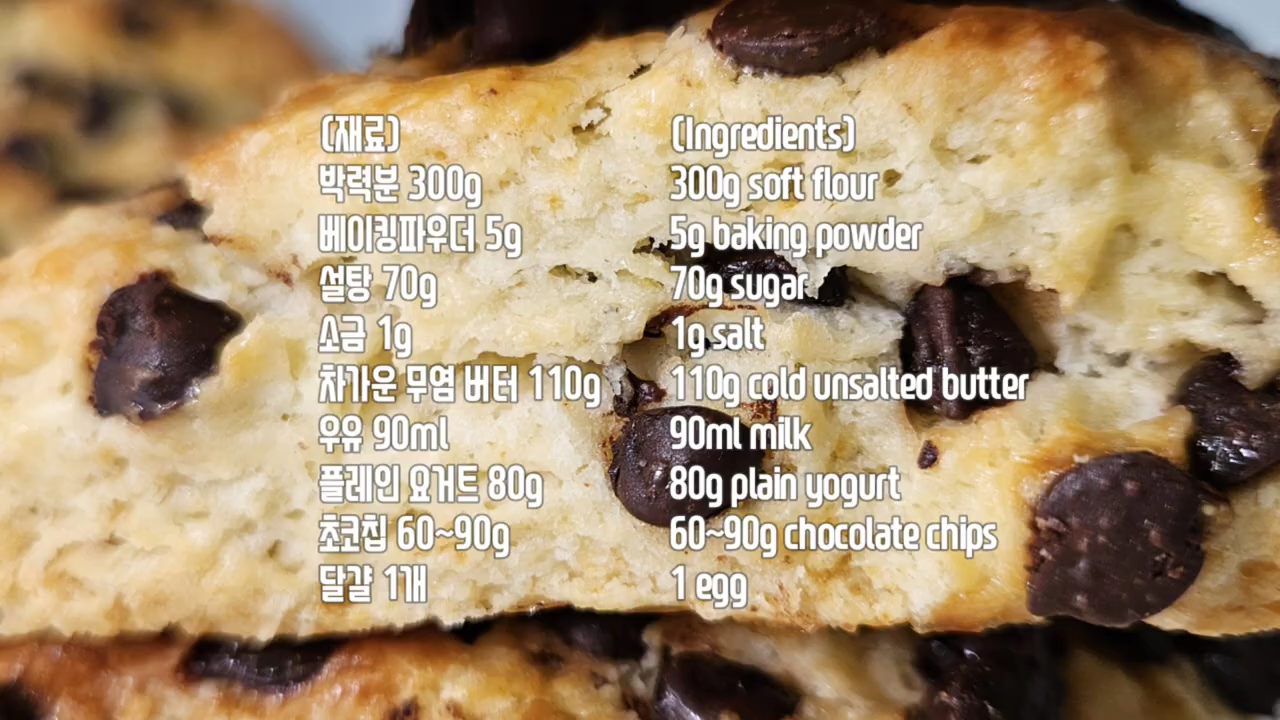 (재료)
박력분 300g
베이킹파우더 5g
설탕 70g
소금 1g
차가운 무염 버터 110g
우유 90ml
플레인 요거트 80g
초코칩 60~90g
달걀 1개
(Ingredients)
300g soft flour
5g baking powder
70g sugar
1g salt
110g cold unsalted butter
90ml milk
80g plain yogurt
60~90g chocolate chips
1 egg